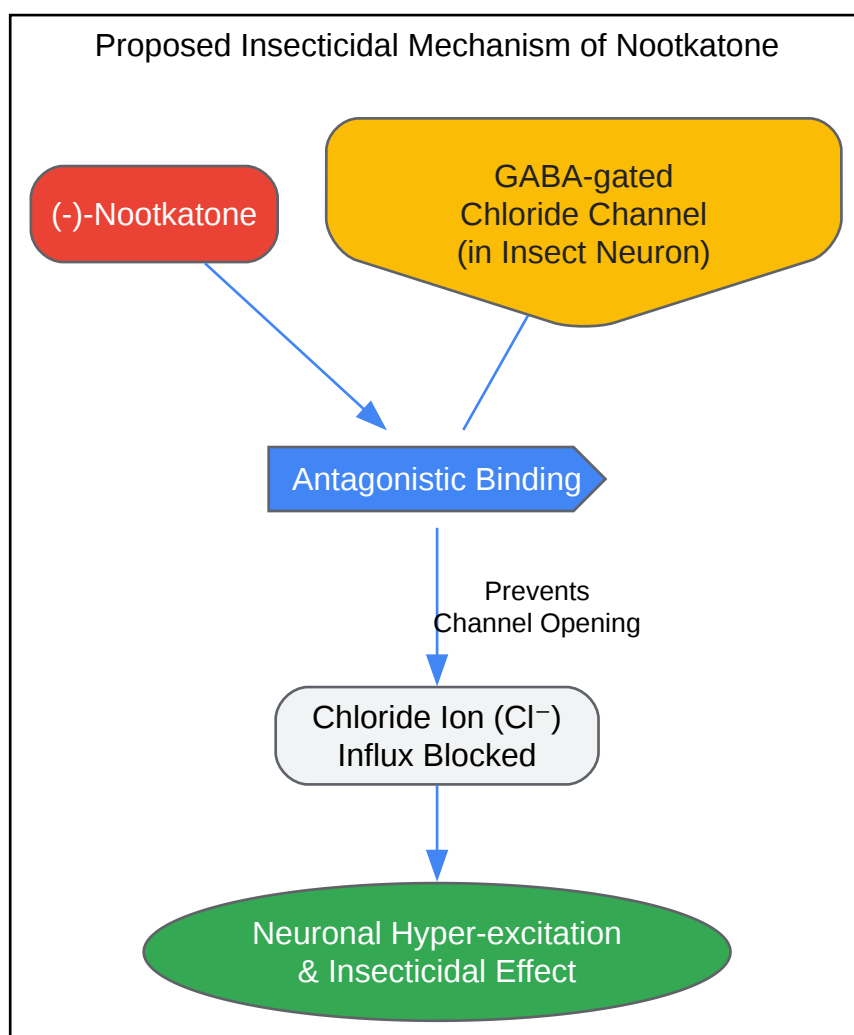 Proposed Insecticidal Mechanism of Nootkatone
(-)-Nootkatone
GABA-gated
Chloride Channel
(in Insect Neuron)
Antagonistic Binding
Prevents
Channel Opening
Chloride Ion (Cl⁻)
Influx Blocked
Neuronal Hyper-excitation
& Insecticidal Effect